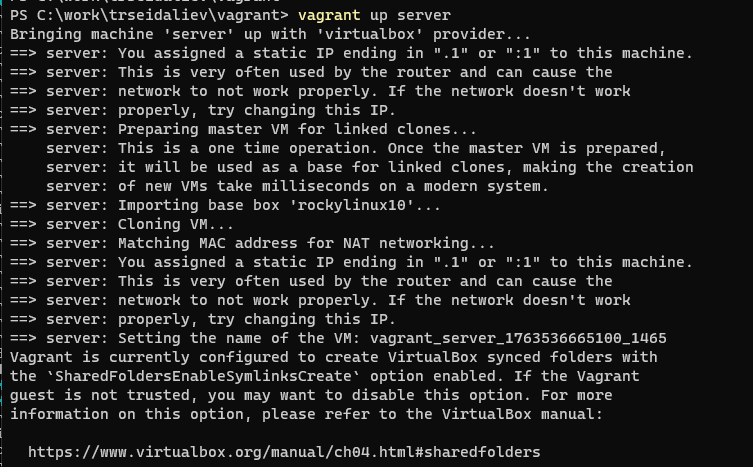 PS C:\work\trseidaliev\vagrant> vagrant up server
Bringing machine 'server' up with 'virtualbox' provider...
==> server: You assigned a static IP ending in ".1" or ":1" to this machine.
==> server: This is very often used by the router and can cause the
==> server: network to not work properly. If the network doesn't work
==> server: properly, try changing this IP.
==> server: Preparing master VM for linked clones...
    server: This is a one time operation. Once the master VM is prepared,
    server: it will be used as a base for linked clones, making the creation
    server: of new VMs take milliseconds on a modern system.
==> server: Importing base box 'rockylinux10'...
==> server: Cloning VM...
==> server: Matching MAC address for NAT networking...
==> server: You assigned a static IP ending in ".1" or ":1" to this machine.
==> server: This is very often used by the router and can cause the
==> server: network to not work properly. If the network doesn't work
==> server: properly, try changing this IP.
==> server: Setting the name of the VM: vagrant_server_1763536665100_1465
Vagrant is currently configured to create VirtualBox synced folders with
the `SharedFoldersEnableSymlinksCreate` option enabled. If the Vagrant
guest is not trusted, you may want to disable this option. For more
information on this option, please refer to the VirtualBox manual:

  https://www.virtualbox.org/manual/ch04.html#sharedfolders